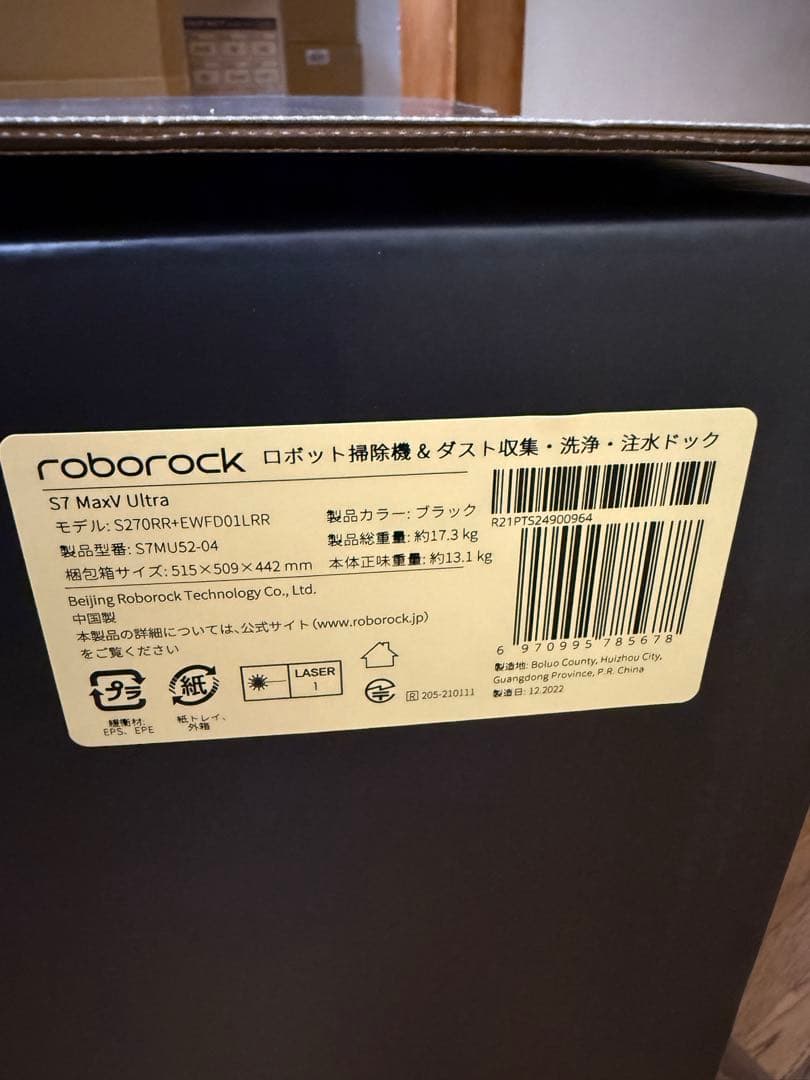 roborock ロボット掃除機 & ダスト収集・洗浄・注水ドック
S7 MaxV Ultra
モデル: S270RR+EWFD01LRR
製品型番: S7MU52-04
梱包箱サイズ: 515×509×442 mm
製品カラー: ブラック
製品総重量: 約17.3 kg
本体正味重量: 約13.1 kg
R21PTS24900964
6 970995 785678
Beijing Roborock Technology Co., Ltd.
中国製
本製品の詳細については、公式サイト (www.roborock.jp)
をご覧ください
プラ
緩衝材:
EPS、EPE
紙
紙トレイ、
外箱
LASER
1
R 205-210111
製造地: Boluo County, Huizhou City,
Guangdong Province, P.R. China
製造日: 12.2022